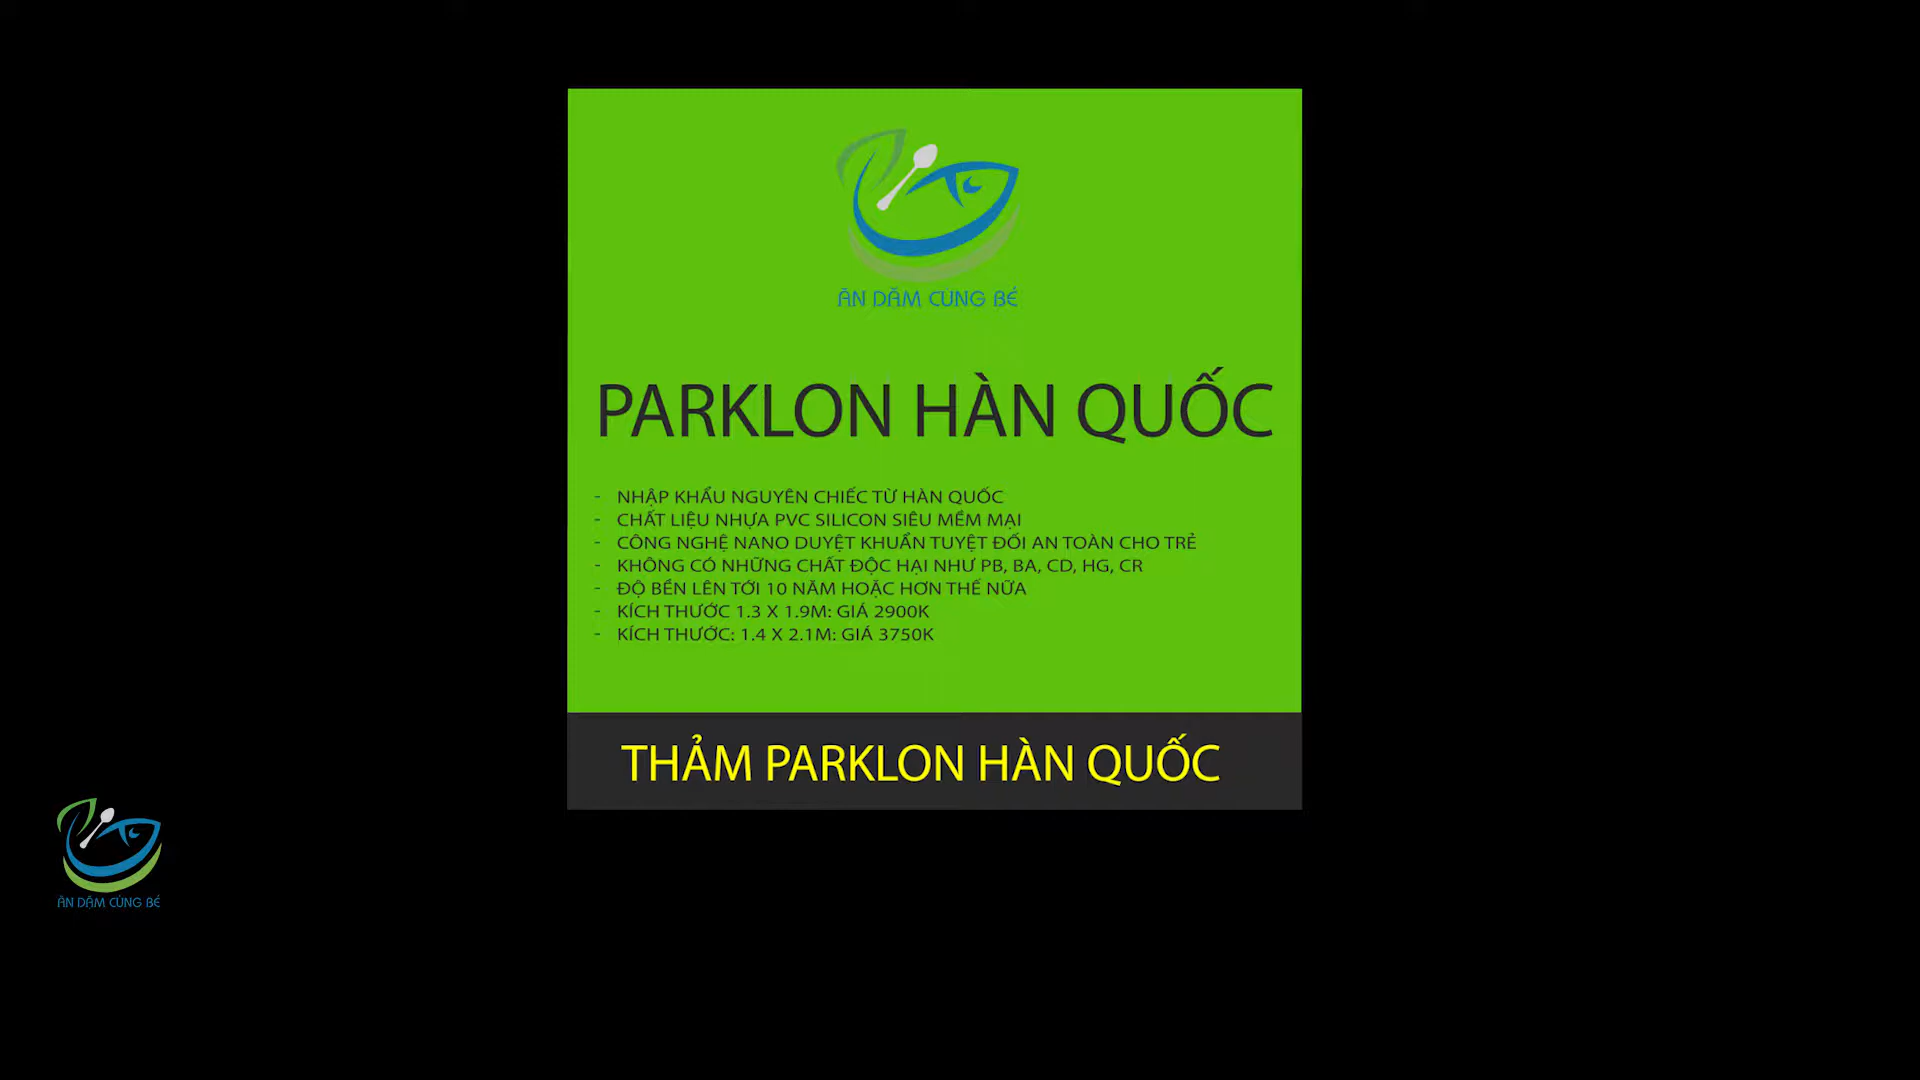 ĂN DẶM CÙNG BÉ
PARKLON HÀN QUỐC
- NHẬP KHẨU NGUYÊN CHIẾC TỪ HÀN QUỐC
- CHẤT LIỆU NHỰA PVC SILICON SIÊU MỀM MẠI
- CÔNG NGHỆ NANO DUYỆT KHUẨN TUYỆT ĐỐI AN TOÀN CHO TRẺ
- KHÔNG CÓ NHỮNG CHẤT ĐỘC HẠI NHƯ PB, BA, CD, HG, CR
- ĐỘ BỀN LÊN TỚI 10 NĂM HOẶC HƠN THẾ NỮA
- KÍCH THƯỚC 1.3 X 1.9M: GIÁ 2900K
- KÍCH THƯỚC: 1.4 X 2.1M: GIÁ 3750K
THẢM PARKLON HÀN QUỐC
ĂN DẶM CÙNG BÉ